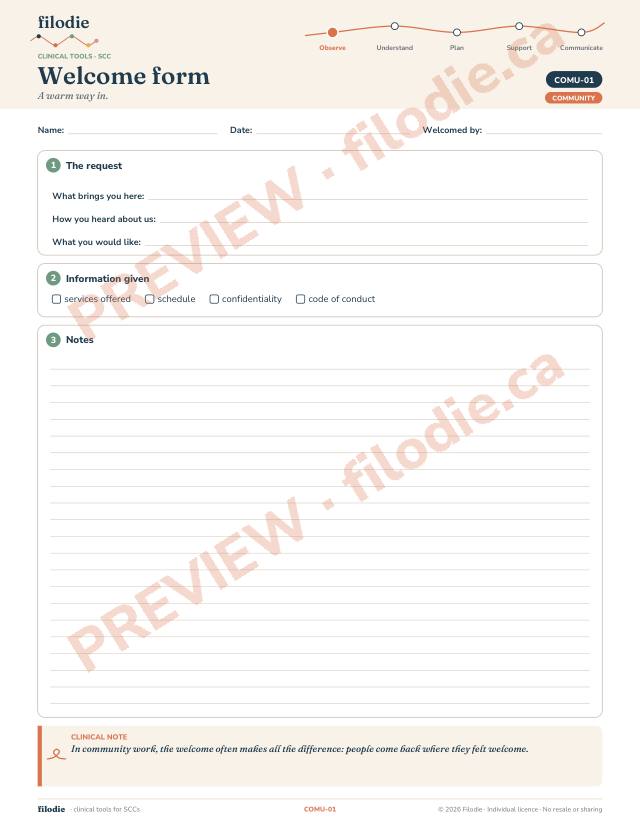 filodie
CLINICAL TOOLS · SCC
Welcome form
A warm way in.
Observe Understand Plan Support Communicate
COMU-01
COMMUNITY
Name: Date: Welcomed by:
1 The request
What brings you here:
How you heard about us:
What you would like:
2 Information given
services offered schedule confidentiality code of conduct
3 Notes
PREVIEW · filodie.ca
PREVIEW · filodie.ca
CLINICAL NOTE
In community work, the welcome often makes all the difference: people come back where they felt welcome.
filodie · clinical tools for SCCs COMU-01 © 2026 Filodie · Individual licence · No resale or sharing